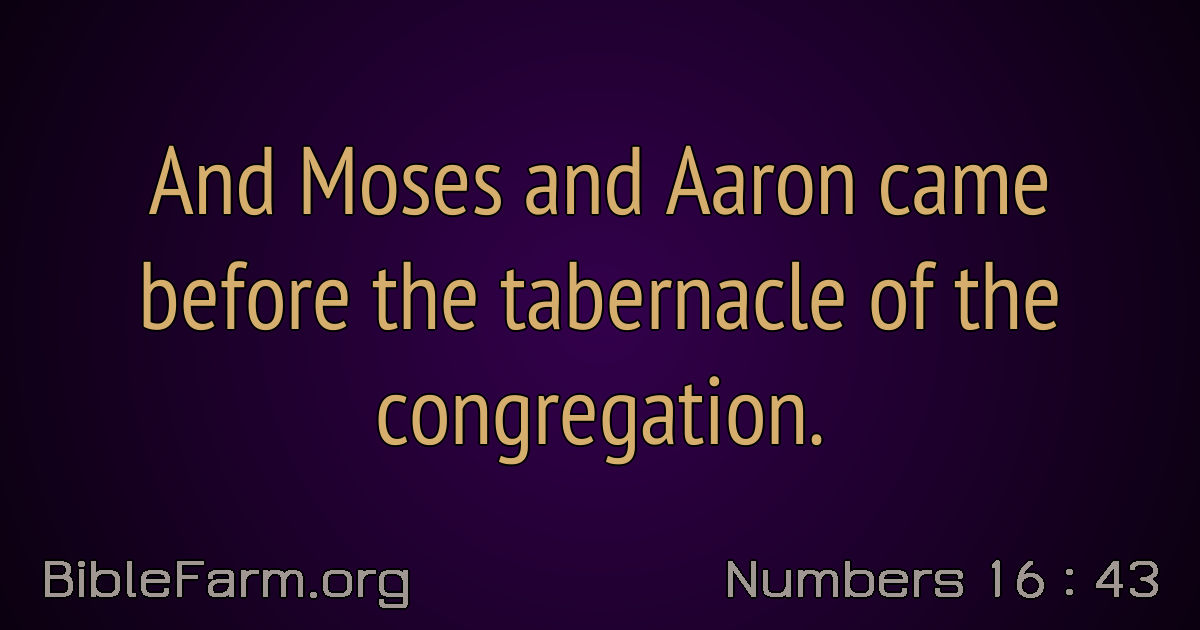 And Moses and Aaron came
before the tabernacle of the
congregation.
BibleFarm.org
Numbers 16 : 43